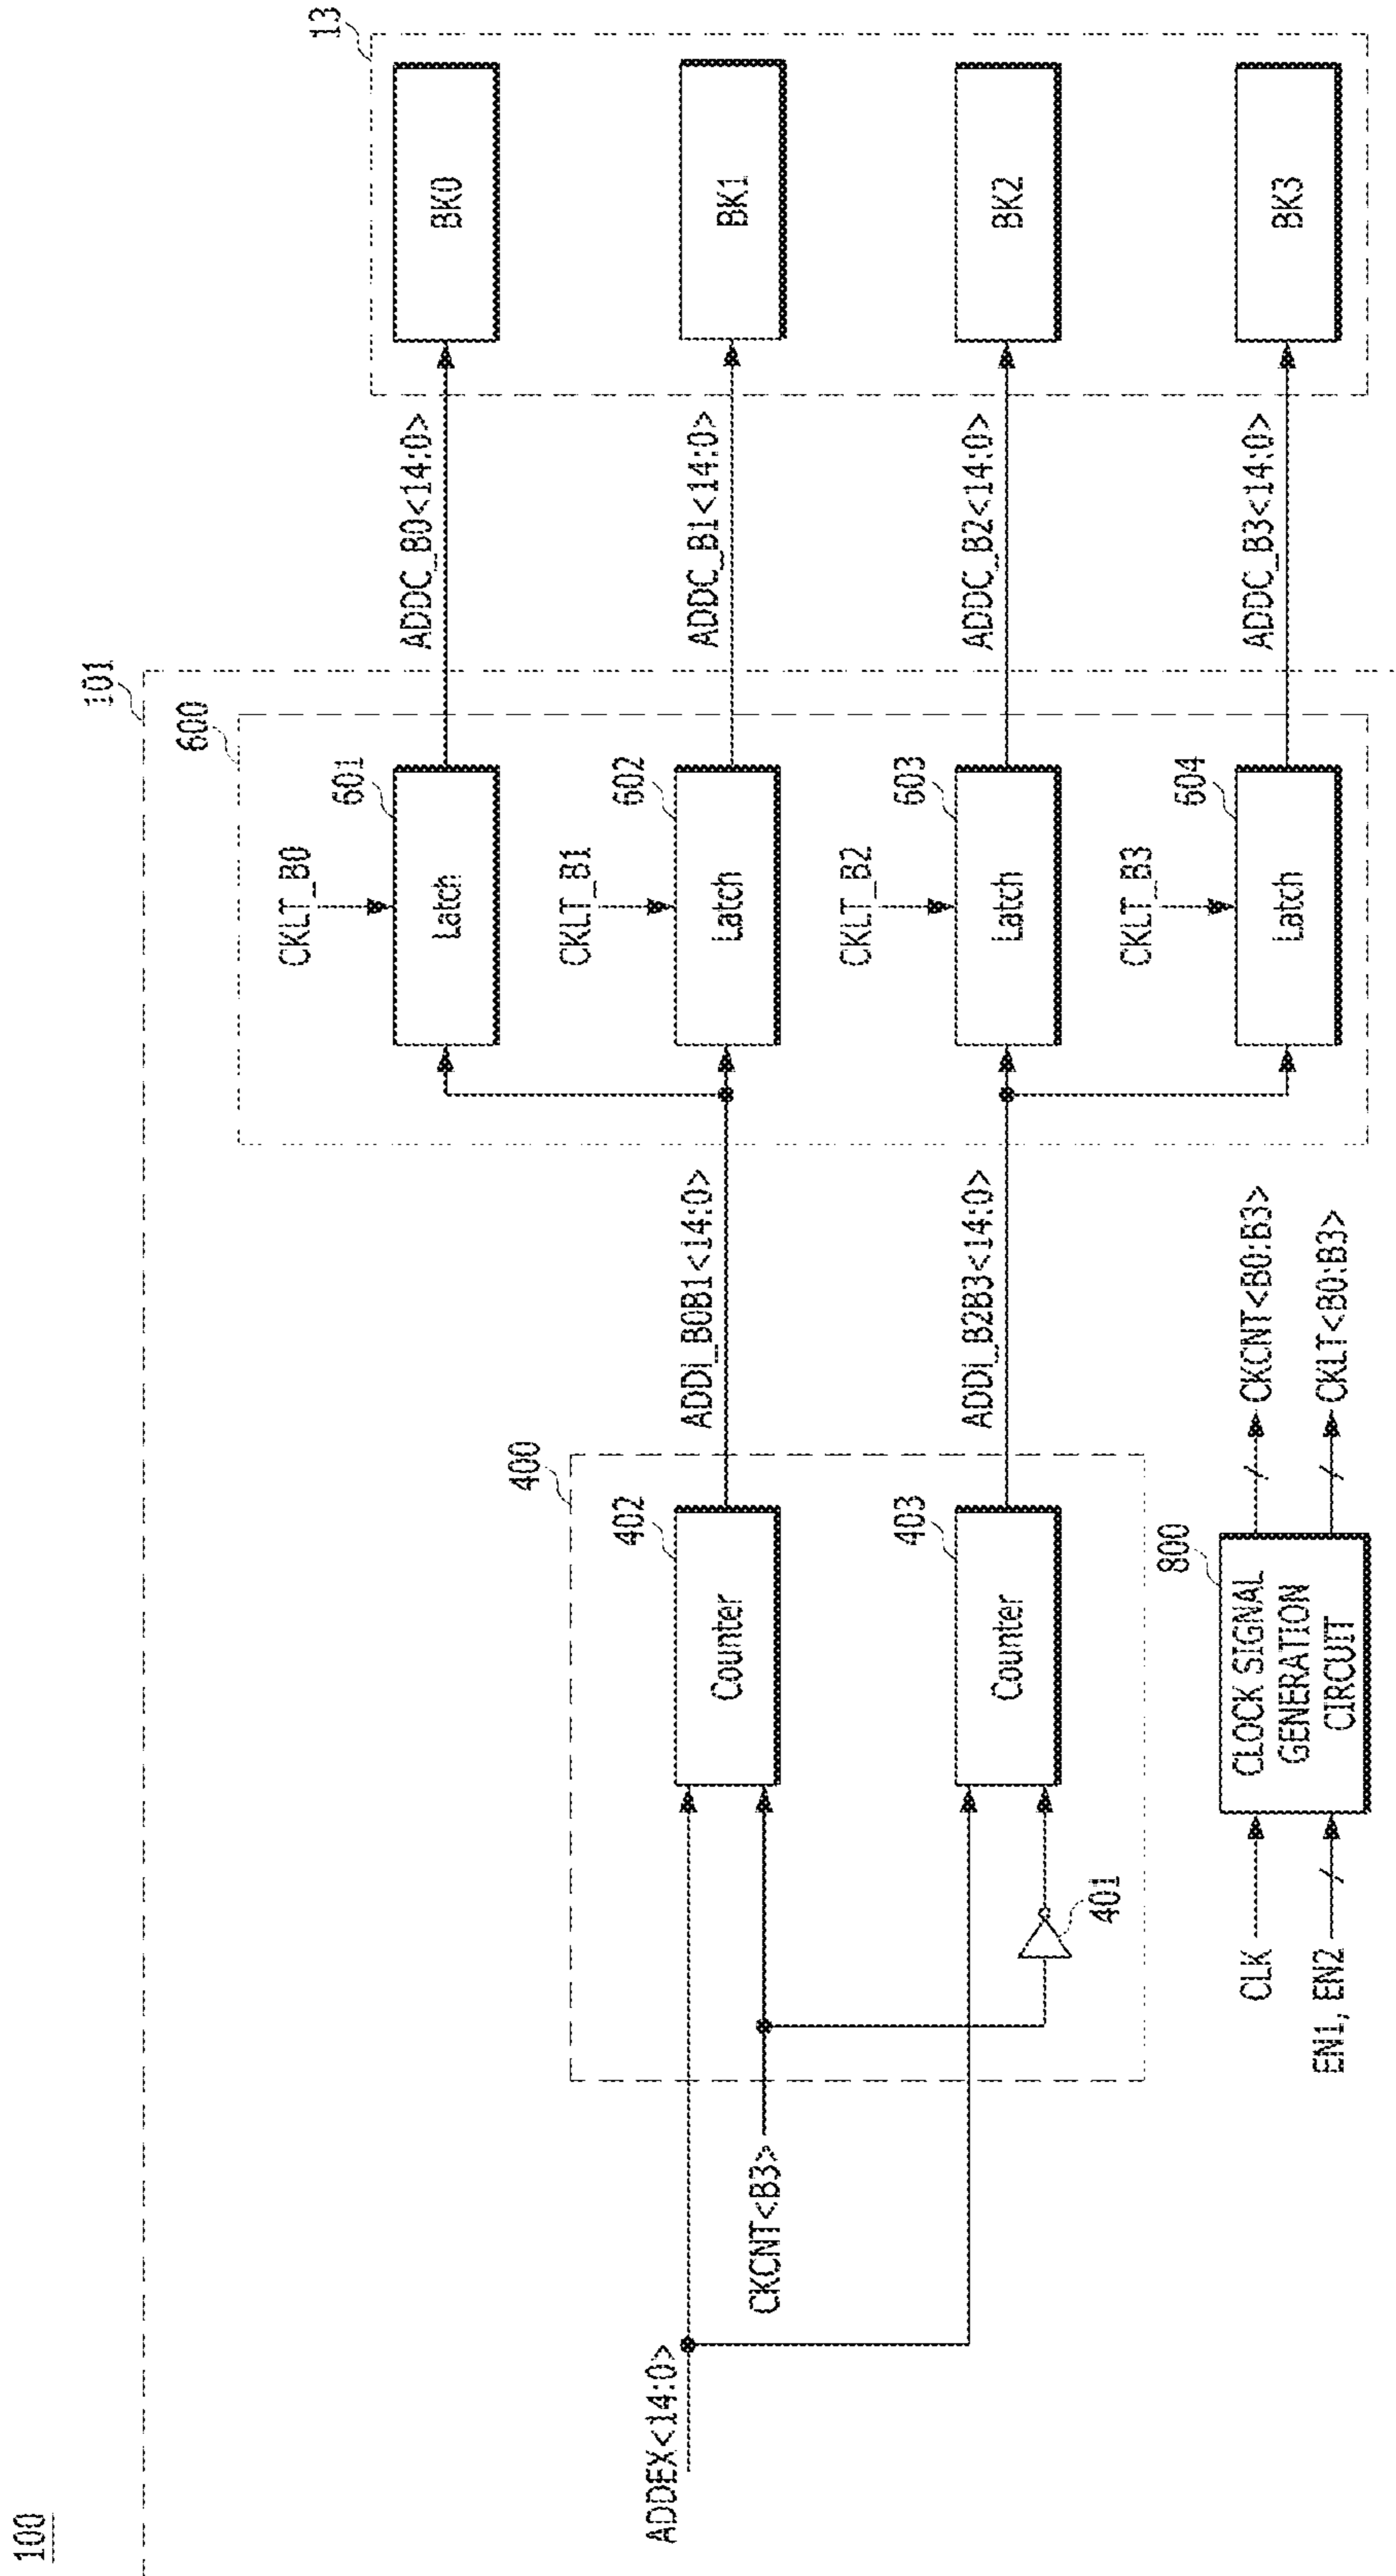 100
101
13
600
CKLT_B0
601
Latch
ADDC_B0<14:0>
BK0
400
402
Counter
ADDI_B0B1<14:0>
CKLT_B1
602
Latch
ADDC_B1<14:0>
BK1
ADDEX<14:0>
CKCNT<B3>
403
Counter
ADDI_B2B3<14:0>
CKLT_B2
603
Latch
ADDC_B2<14:0>
BK2
401
CKLT_B3
604
Latch
ADDC_B3<14:0>
BK3
800
CLK
EN1, EN2
CLOCK SIGNAL
GENERATION
CIRCUIT
CKCNT<B0:B3>
CKLT<B0:B3>